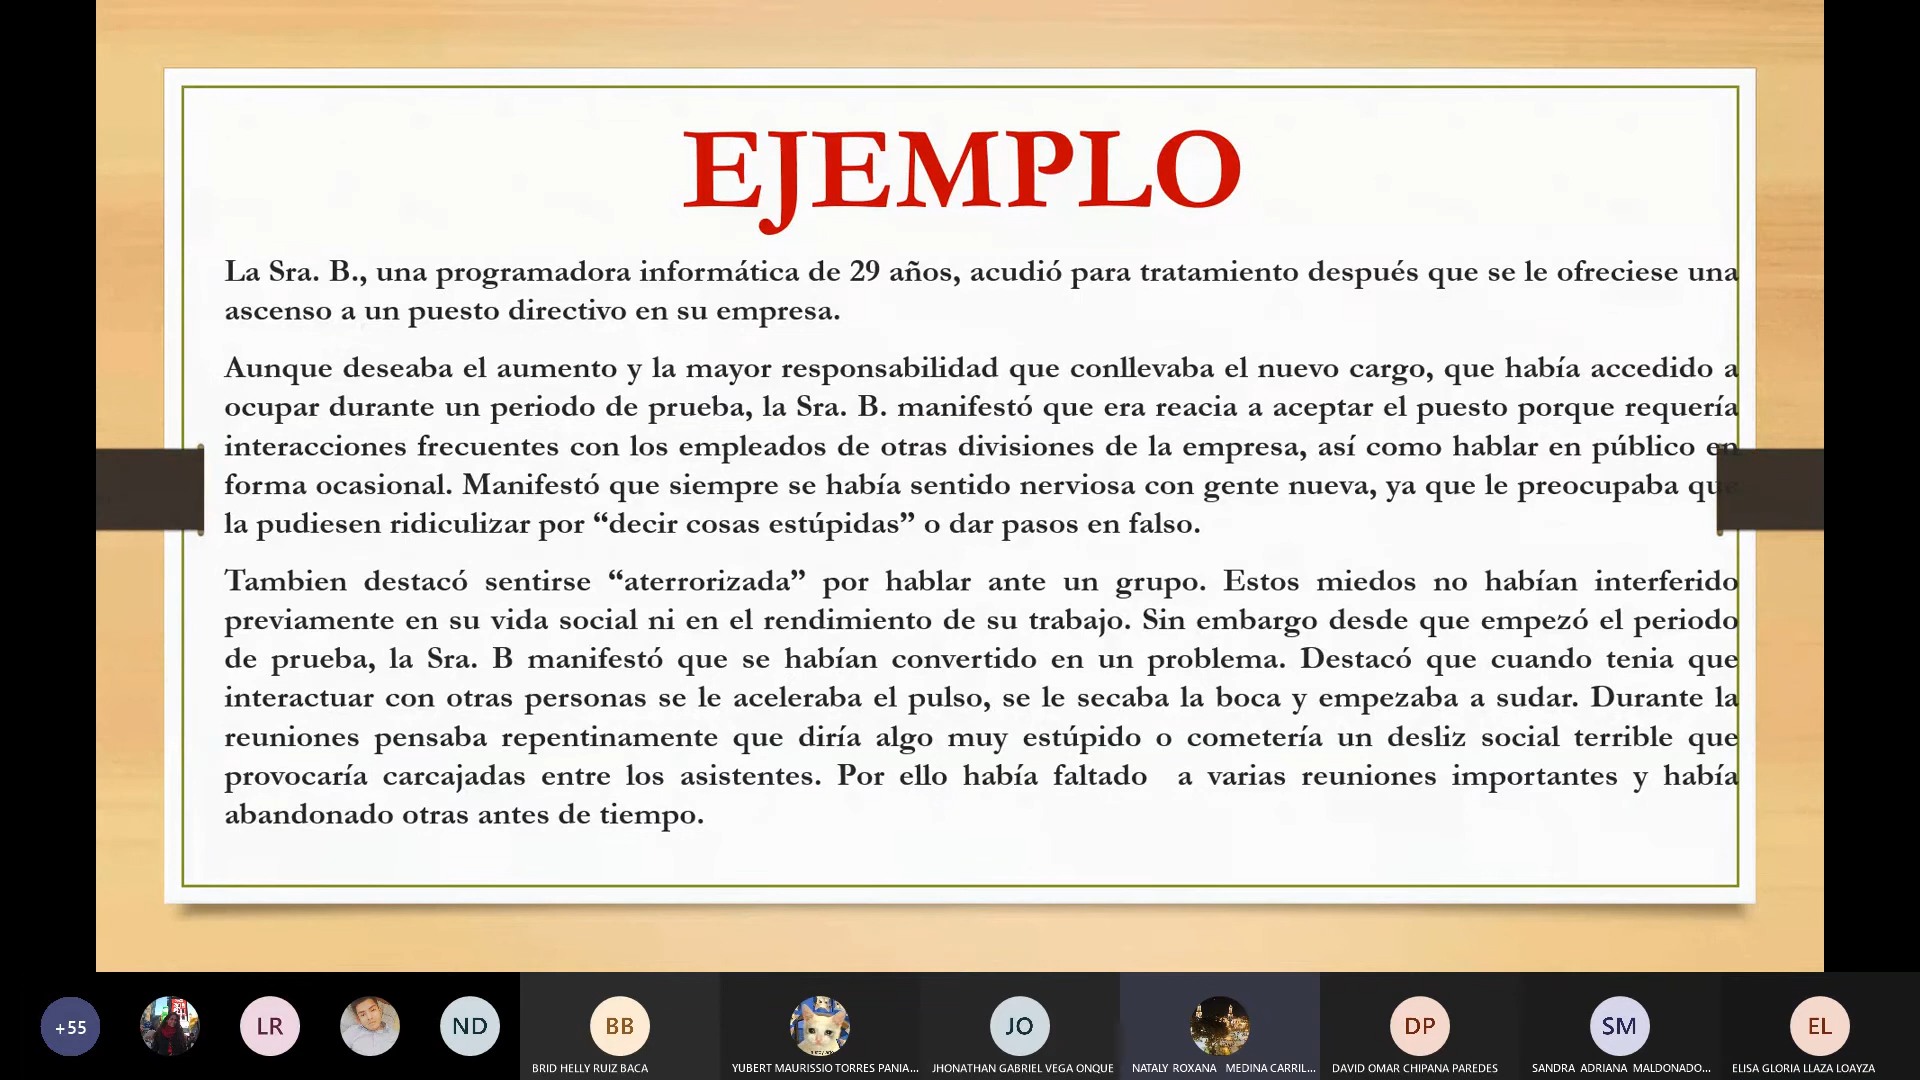 EJEMPLO
La Sra. B., una programadora informática de 29 años, acudió para tratamiento después que se le ofreciese una
ascenso a un puesto directivo en su empresa.
Aunque deseaba el aumento y la mayor responsabilidad que conllevaba el nuevo cargo, que había accedido a
ocupar durante un periodo de prueba, la Sra. B. manifestó que era reacia a aceptar el puesto porque requería
interacciones frecuentes con los empleados de otras divisiones de la empresa, así como hablar en público en
forma ocasional. Manifestó que siempre se había sentido nerviosa con gente nueva, ya que le preocupaba que
la pudiesen ridiculizar por “decir cosas estúpidas” o dar pasos en falso.
Tambien destacó sentirse “aterrorizada” por hablar ante un grupo. Estos miedos no habían interferido
previamente en su vida social ni en el rendimiento de su trabajo. Sin embargo desde que empezó el periodo
de prueba, la Sra. B manifestó que se habían convertido en un problema. Destacó que cuando tenia que
interactuar con otras personas se le aceleraba el pulso, se le secaba la boca y empezaba a sudar. Durante la
reuniones pensaba repentinamente que diría algo muy estúpido o cometería un desliz social terrible que
provocaría carcajadas entre los asistentes. Por ello había faltado a varias reuniones importantes y había
abandonado otras antes de tiempo.
+55 LR ND BB JO DP SM EL
BRID HELLY RUIZ BACA YUBERT MAURISSIO TORRES PANIA... JHONATHAN GABRIEL VEGA ONQUE NATALY ROXANA MEDINA CARRIL... DAVID OMAR CHIPANA PAREDES SANDRA ADRIANA MALDONADO... ELISA GLORIA LLAZA LOAYZA